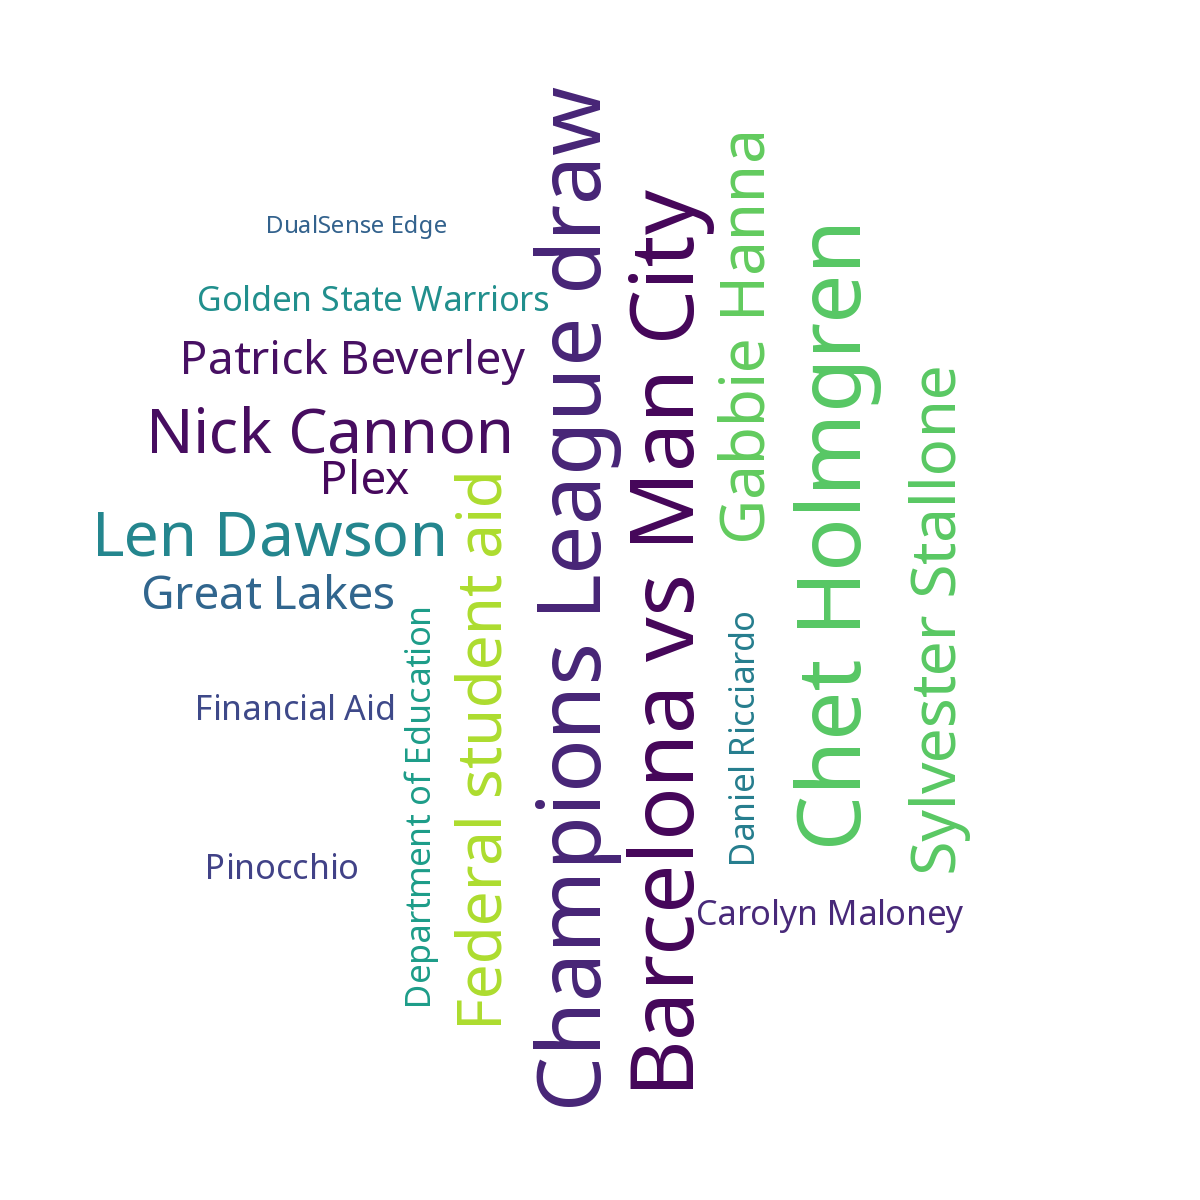 DualSense Edge
Golden State Warriors
Patrick Beverley
Nick Cannon
Plex
Len Dawson
Great Lakes
Financial Aid
Pinocchio
Department of Education
Federal student aid
Champions League draw
Barcelona vs Man City
Gabbie Hanna
Daniel Ricciardo
Chet Holmgren
Sylvester Stallone
Carolyn Maloney